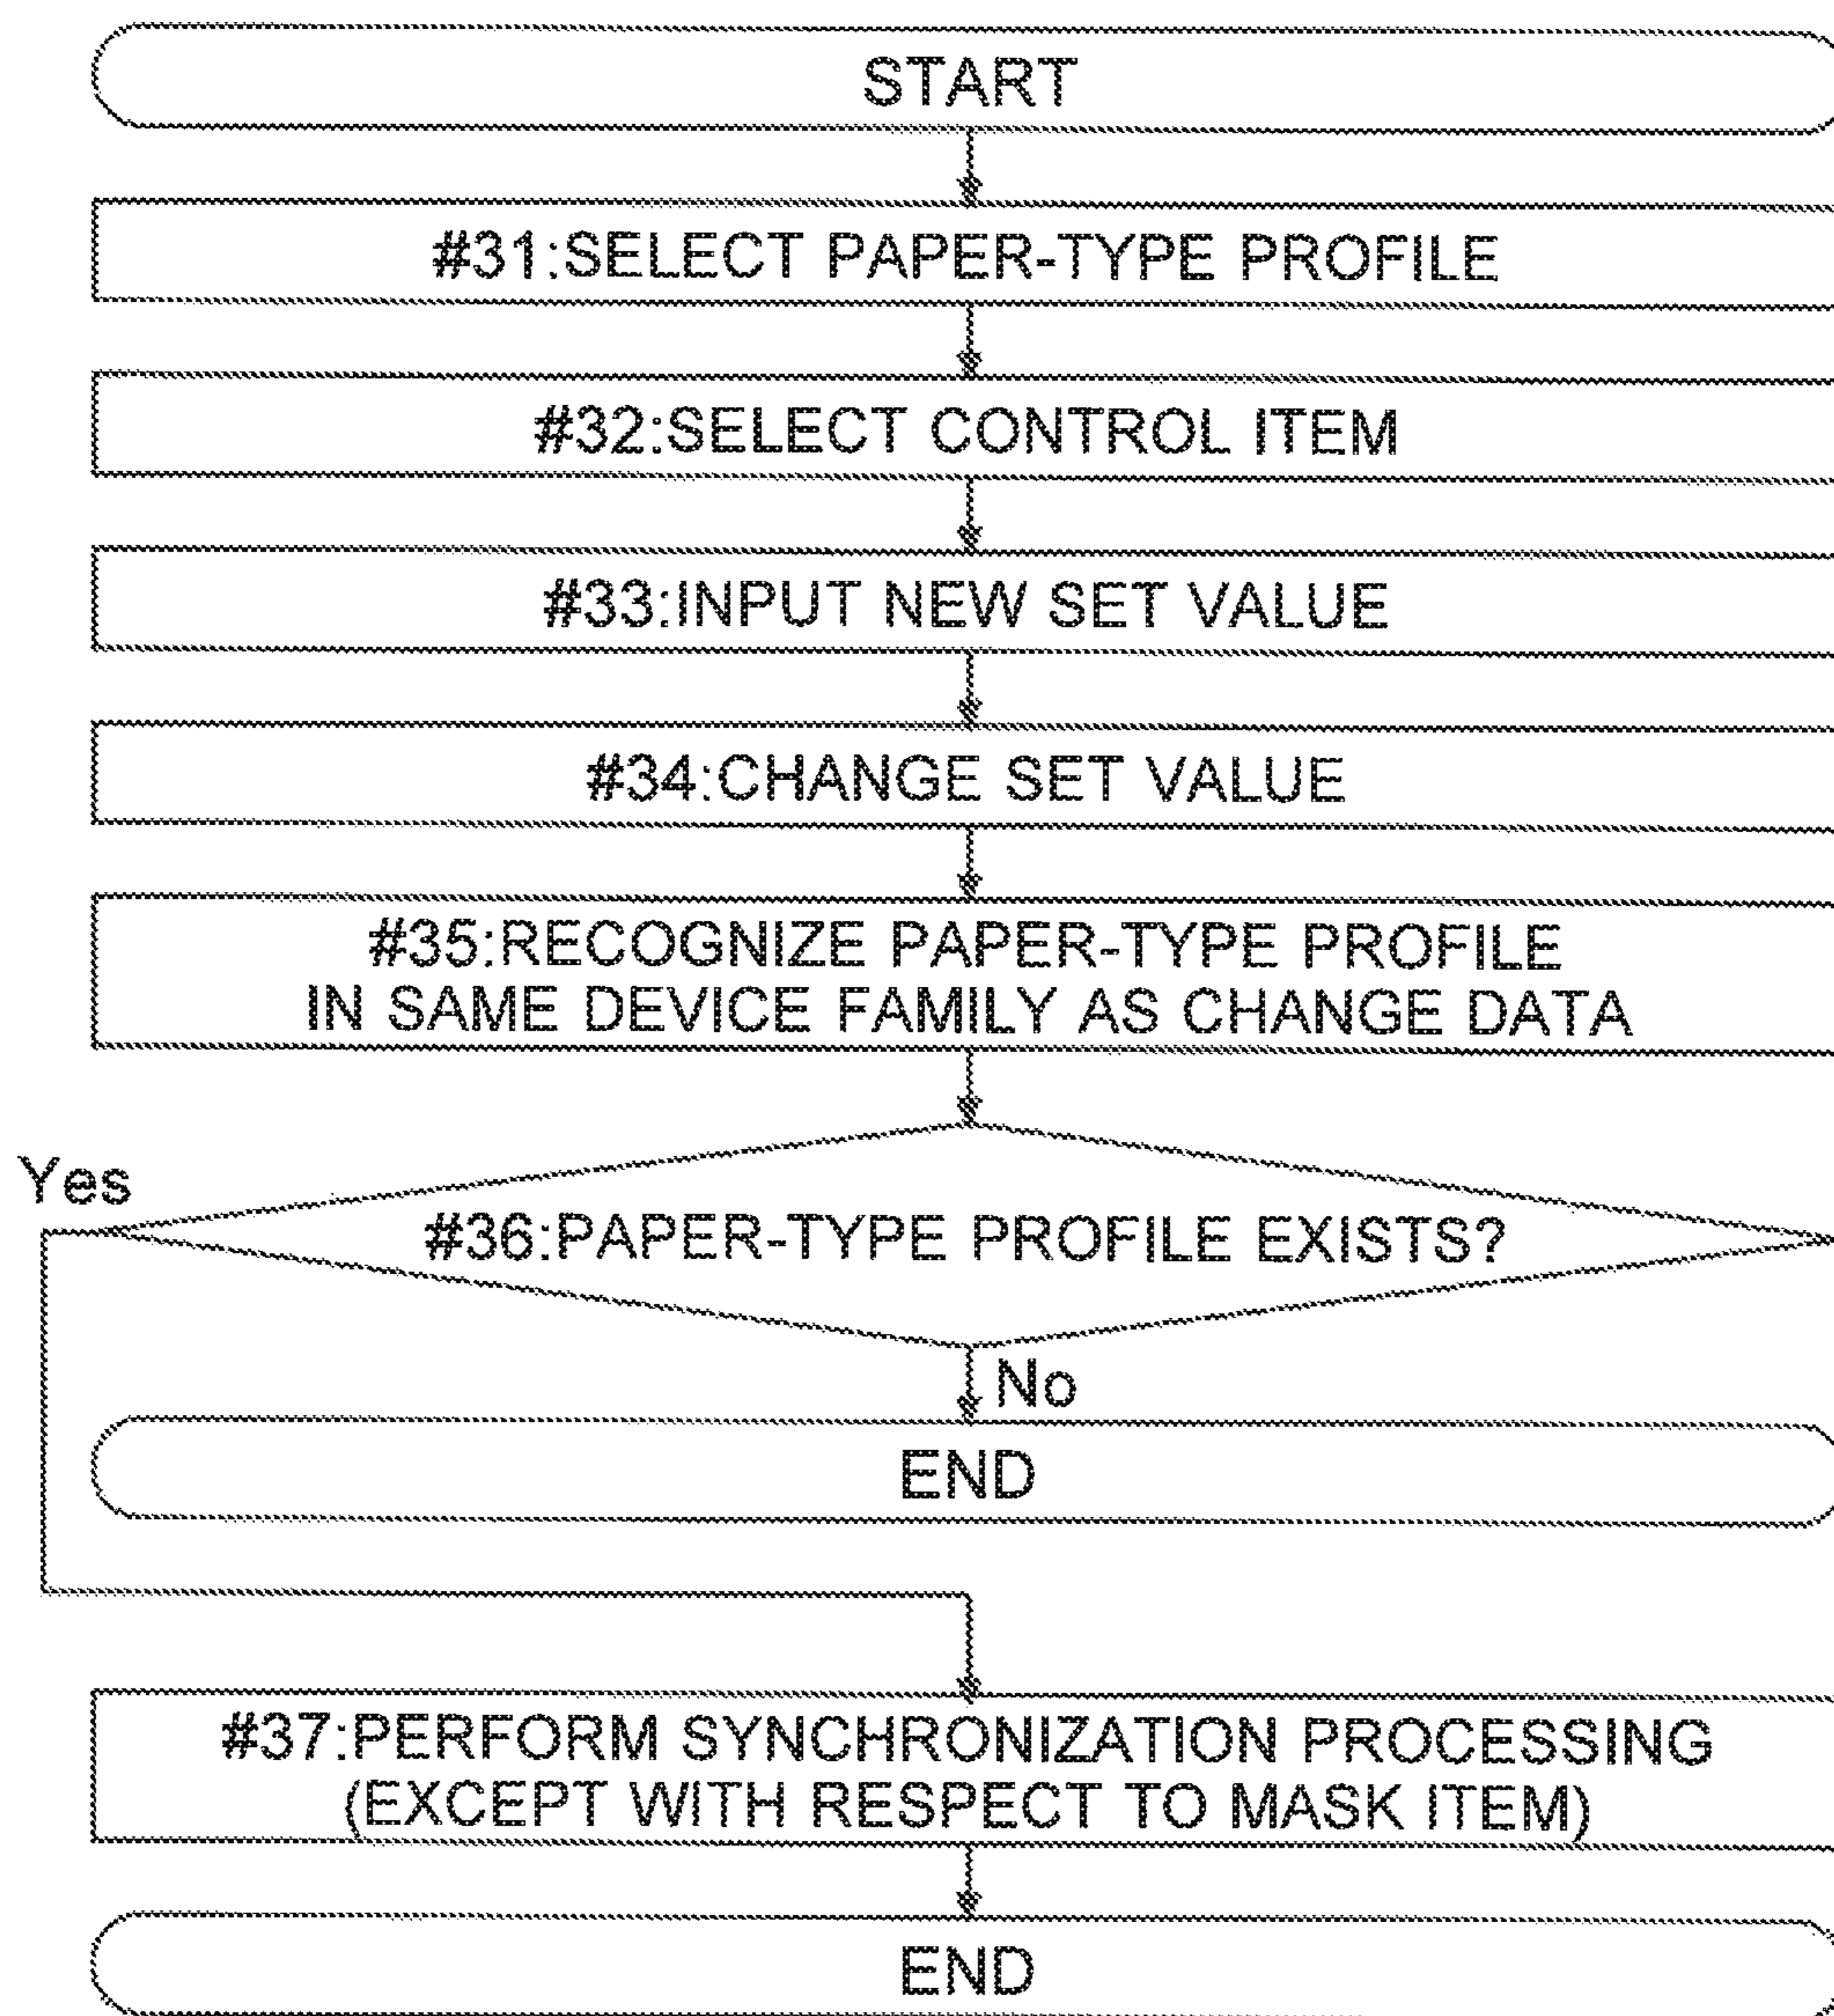 START
#31:SELECT PAPER-TYPE PROFILE
#32:SELECT CONTROL ITEM
#33:INPUT NEW SET VALUE
#34:CHANGE SET VALUE
#35:RECOGNIZE PAPER-TYPE PROFILE
IN SAME DEVICE FAMILY AS CHANGE DATA
Yes
#36:PAPER-TYPE PROFILE EXISTS?
No
END
#37:PERFORM SYNCHRONIZATION PROCESSING
(EXCEPT WITH RESPECT TO MASK ITEM)
END